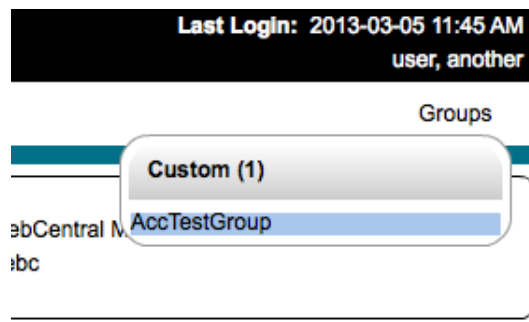 Last Login: 2013-03-05 11:45 AM
user, another
Groups
Custom (1)
AccTestGroup
ebCentral M
ebc